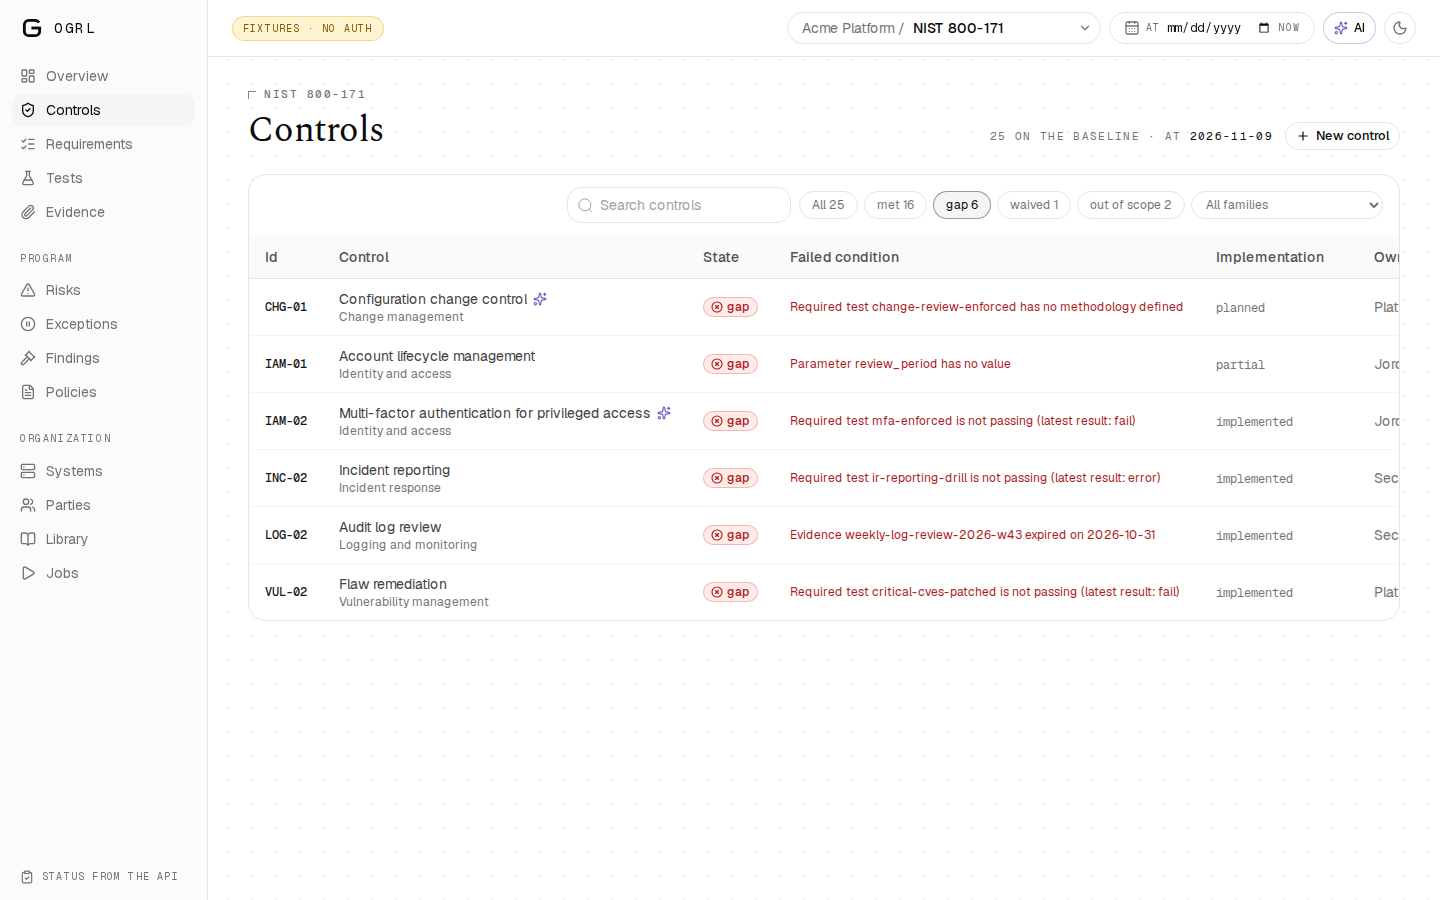 OGRL
Overview
Controls
Requirements
Tests
Evidence
PROGRAM
Risks
Exceptions
Findings
Policies
ORGANIZATION
Systems
Parties
Library
Jobs
STATUS FROM THE API
FIXTURES · NO AUTH
Acme Platform / NIST 800-171
AT mm/dd/yyyy NOW
AI
NIST 800-171
Controls
25 ON THE BASELINE · AT 2026-11-09
New control
Search controls
All 25
met 16
gap 6
waived 1
out of scope 2
All families
Id Control State Failed condition Implementation Own
CHG-01 Configuration change control gap Required test change-review-enforced has no methodology defined planned Plat
Change management
IAM-01 Account lifecycle management gap Parameter review_period has no value partial Jord
Identity and access
IAM-02 Multi-factor authentication for privileged access gap Required test mfa-enforced is not passing (latest result: fail) implemented Jord
Identity and access
INC-02 Incident reporting gap Required test ir-reporting-drill is not passing (latest result: error) implemented Sec
Incident response
LOG-02 Audit log review gap Evidence weekly-log-review-2026-w43 expired on 2026-10-31 implemented Sec
Logging and monitoring
VUL-02 Flaw remediation gap Required test critical-cves-patched is not passing (latest result: fail) implemented Plat
Vulnerability management